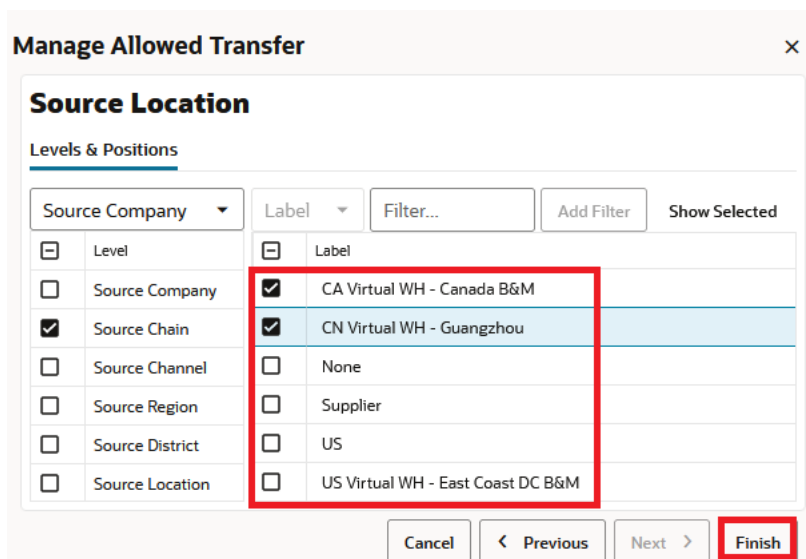 Manage Allowed Transfer
Source Location
Levels & Positions
Source Company Label Filter... Add Filter Show Selected
Level Label
Source Company CA Virtual WH - Canada B&M
Source Chain CN Virtual WH - Guangzhou
Source Channel None
Source Region Supplier
Source District US
Source Location US Virtual WH - East Coast DC B&M
Cancel Previous Next Finish